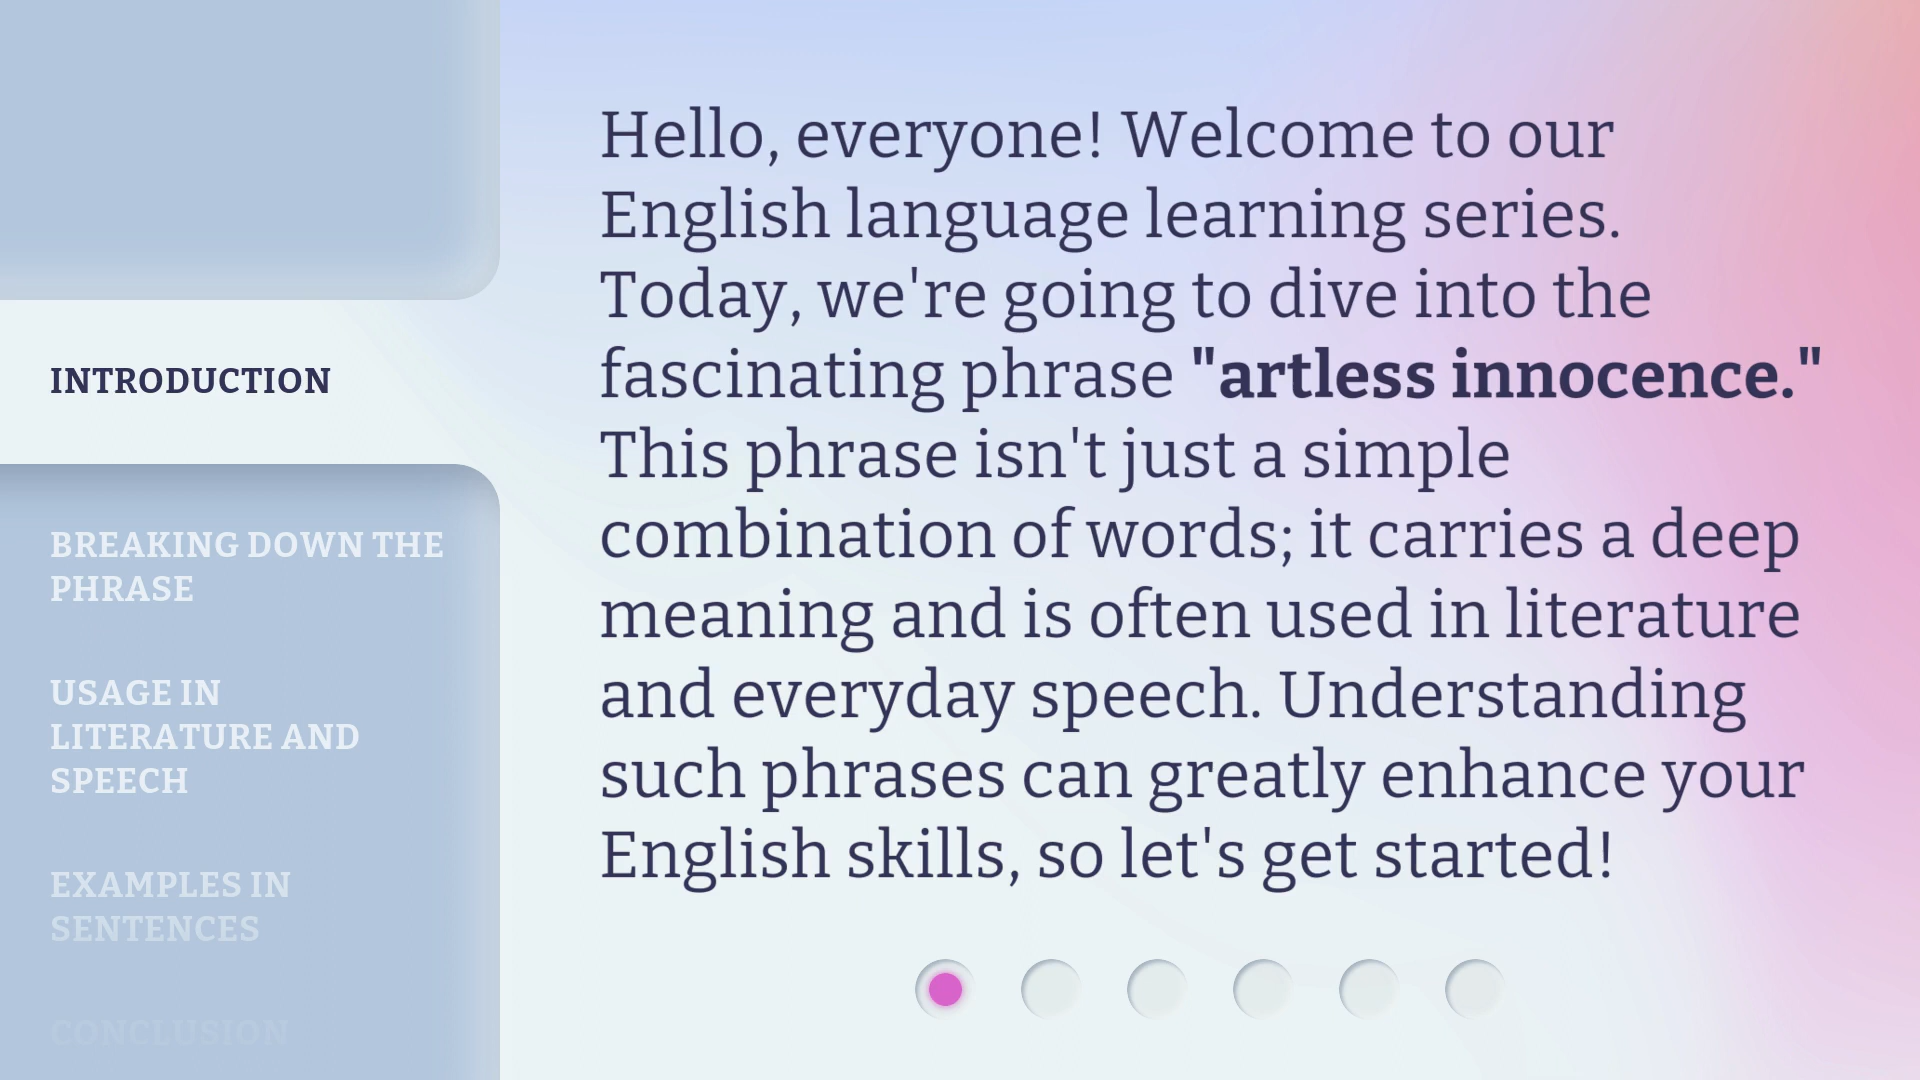 INTRODUCTION
BREAKING DOWN THE
PHRASE
USAGE IN
LITERATURE AND
SPEECH
EXAMPLES IN
SENTENCES
CONCLUSION
Hello, everyone! Welcome to our
English language learning series.
Today, we're going to dive into the
fascinating phrase "artless innocence."
This phrase isn't just a simple
combination of words; it carries a deep
meaning and is often used in literature
and everyday speech. Understanding
such phrases can greatly enhance your
English skills, so let's get started!